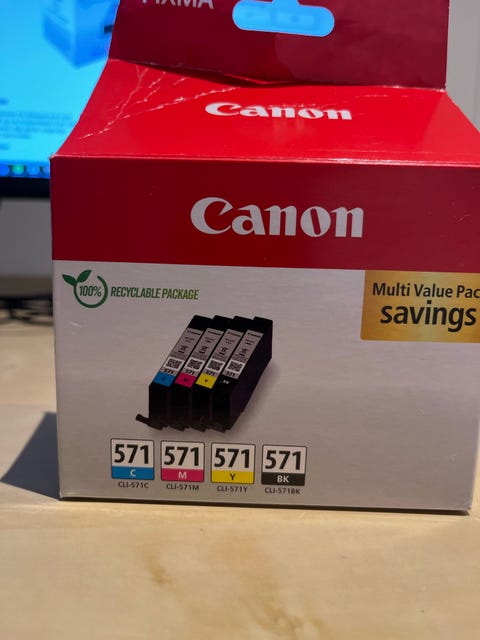 PIXMA
Canon
Canon
100% RECYCLABLE PACKAGE
Multi Value Pac
savings
571 571 571 571
C M Y BK
CLI-571C CLI-571M CLI-571Y CLI-571BK